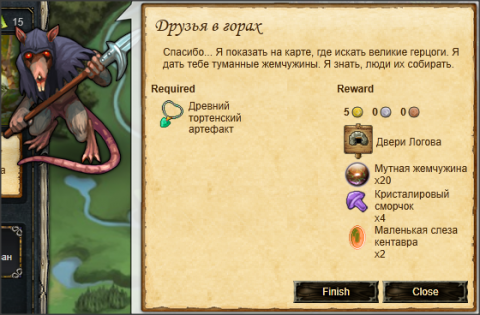 15
Друзья в горах
Спасибо... Я показать на карте, где искать великие герцоги. Я
дать тебе туманные жемчужины. Я знать, люди их собирать.
Required
Древний
тортенский
артефакт
Reward
5 0 0
Двери Логова
Мутная жемчужина
x20
Кристалировый
сморчок
x4
Маленькая слеза
кентавра
x2
Finish
Close